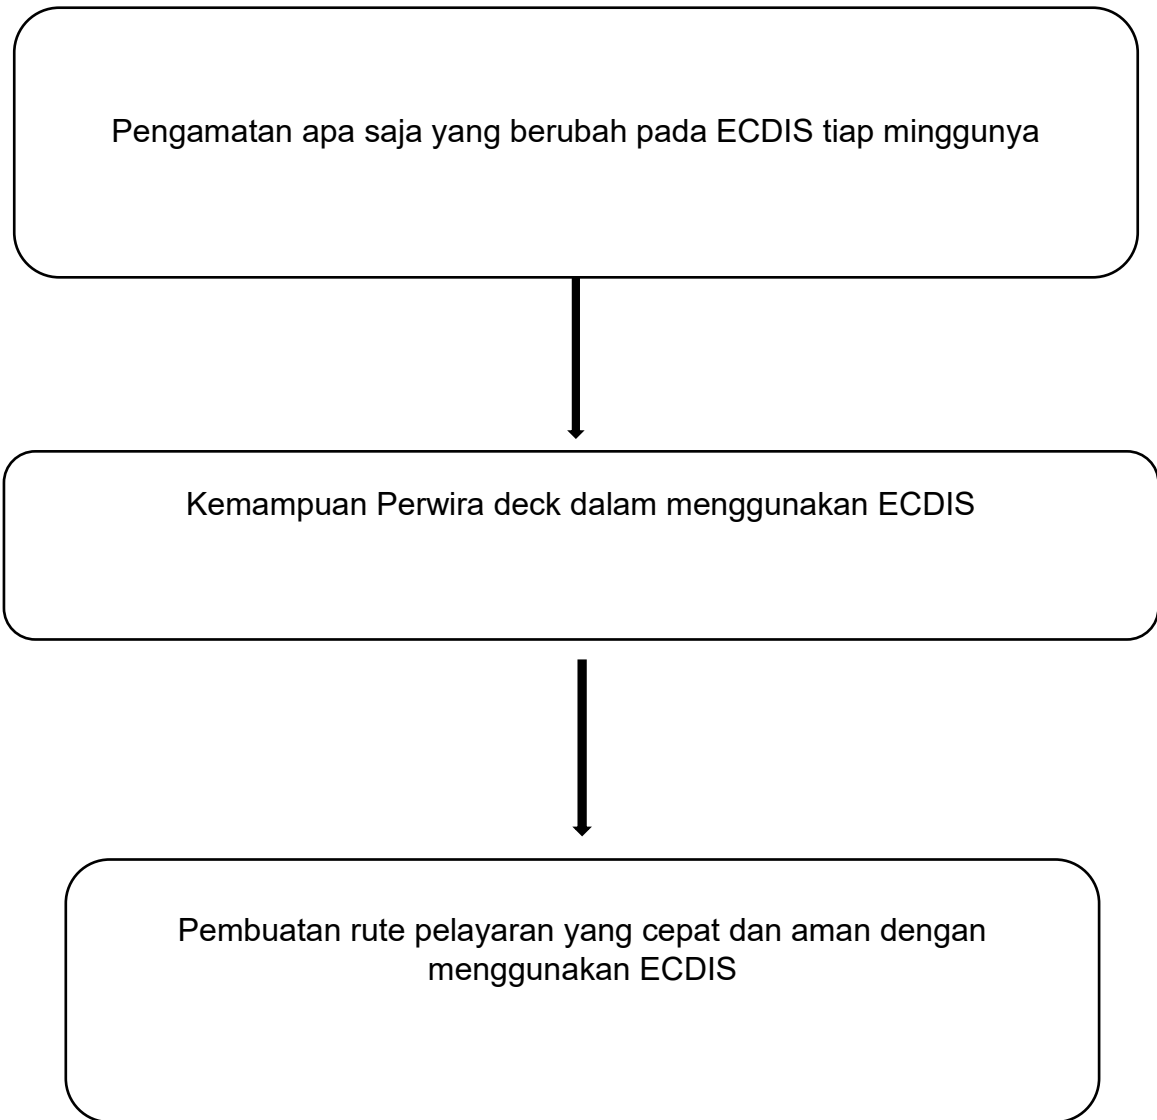 Pengamatan apa saja yang berubah pada ECDIS tiap minggunya
Kemampuan Perwira deck dalam menggunakan ECDIS
Pembuatan rute pelayaran yang cepat dan aman dengan
menggunakan ECDIS